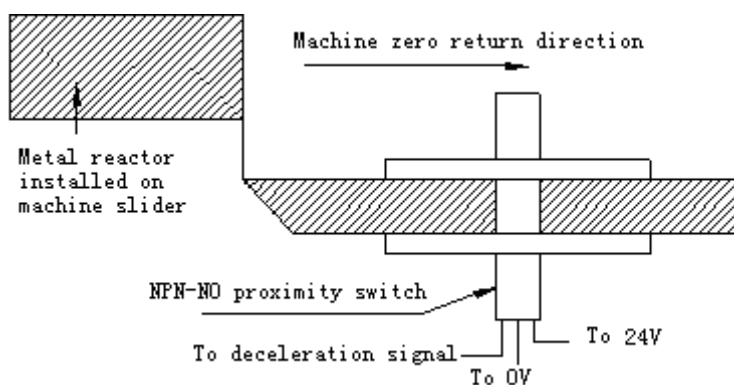 Machine zero return direction
Metal reactor
installed on
machine slider
NPN-NO proximity switch
To deceleration signal
To 24V
To 0V